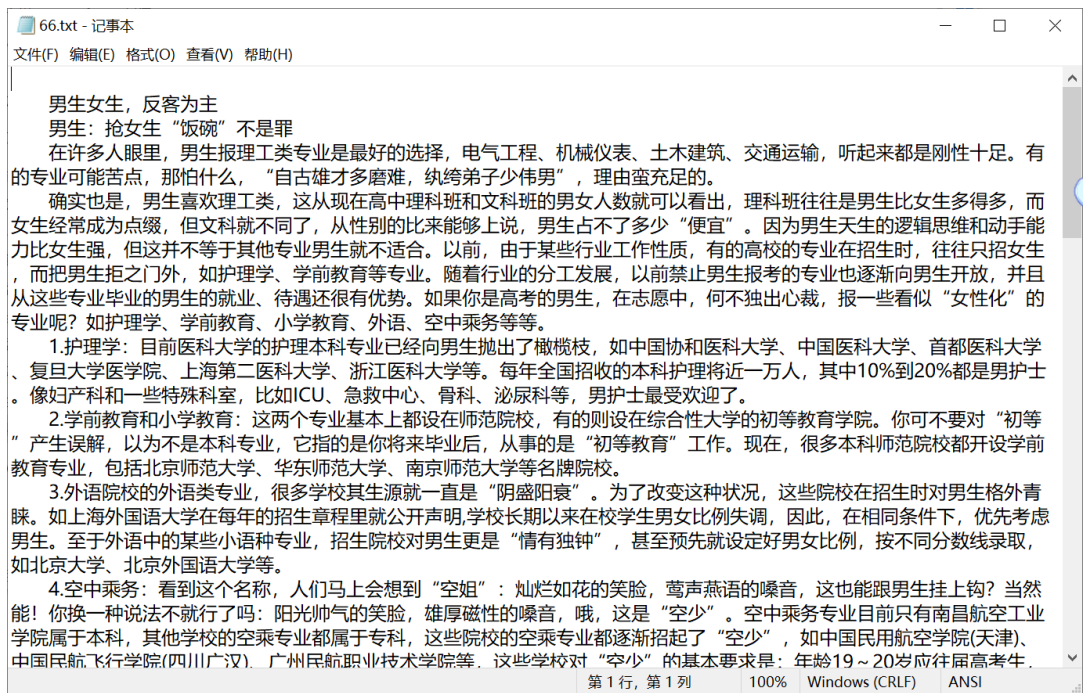 66.txt - 记事本
文件(F) 编辑(E) 格式(O) 查看(V) 帮助(H)
男生女生，反客为主
男生：抢女生“饭碗”不是罪
在许多人眼里，男生报理工类专业是最好的选择，电气工程、机械仪表、土木建筑、交通运输，听起来都是刚性十足。有
的专业可能苦点，那怕什么，“自古雄才多磨难，纨绔弟子少伟男”，理由蛮充足的。
确实也是，男生喜欢理工类，这从现在高中理科班和文科班的男女人数就可以看出，理科班往往是男生比女生多得多，而
女生经常成为点缀，但文科就不同了，从性别的比来能够上说，男生占不了多少“便宜”。因为男生天生的逻辑思维和动手能
力比女生强，但这并不等于其他专业男生就不适合。以前，由于某些行业工作性质，有的高校的专业在招生时，往往只招女生
，而把男生拒之门外，如护理学、学前教育等专业。随着行业的分工发展，以前禁止男生报考的专业也逐渐向男生开放，并且
从这些专业毕业的男生的就业、待遇还很有优势。如果你是高考的男生，在志愿中，何不独出心裁，报一些看似“女性化”的
专业呢？如护理学、学前教育、小学教育、外语、空中乘务等等。
1.护理学：目前医科大学的护理本科专业已经向男生抛出了橄榄枝，如中国协和医科大学、中国医科大学、首都医科大学
、复旦大学医学院、上海第二医科大学、浙江医科大学等。每年全国招收的本科护理将近一万人，其中10%到20%都是男护士
。像妇产科和一些特殊科室，比如ICU、急救中心、骨科、泌尿科等，男护士最受欢迎了。
2.学前教育和小学教育：这两个专业基本上都设在师范院校，有的则设在综合性大学的初等教育学院。你可不要对“初等
”产生误解，以为不是本科专业，它指的是你将来毕业后，从事的是“初等教育”工作。现在，很多本科师范院校都开设学前
教育专业，包括北京师范大学、华东师范大学、南京师范大学等名牌院校。
3.外语院校的外语类专业，很多学校其生源就一直是“阴盛阳衰”。为了改变这种状况，这些院校在招生时对男生格外青
睐。如上海外国语大学在每年的招生章程里就公开声明,学校长期以来在校学生男女比例失调，因此，在相同条件下，优先考虑
男生。至于外语中的某些小语种专业，招生院校对男生更是“情有独钟”，甚至预先就设定好男女比例，按不同分数线录取，
如北京大学、北京外国语大学等。
4.空中乘务：看到这个名称，人们马上会想到“空姐”：灿烂如花的笑脸，莺声燕语的嗓音，这也能跟男生挂上钩？当然
能！你换一种说法不就行了吗：阳光帅气的笑脸，雄厚磁性的嗓音，哦，这是“空少”。空中乘务专业目前只有南昌航空工业
学院属于本科，其他学校的空乘专业都属于专科，这些院校的空乘专业都逐渐招起了“空少”，如中国民用航空学院(天津)、
中国民航飞行学院(四川广汉)、广州民航职业技术学院等，这些学校对“空少”的基本要求是：年龄19～20岁应往届高考生，
第 1 行，第 1 列 100% Windows (CRLF) ANSI